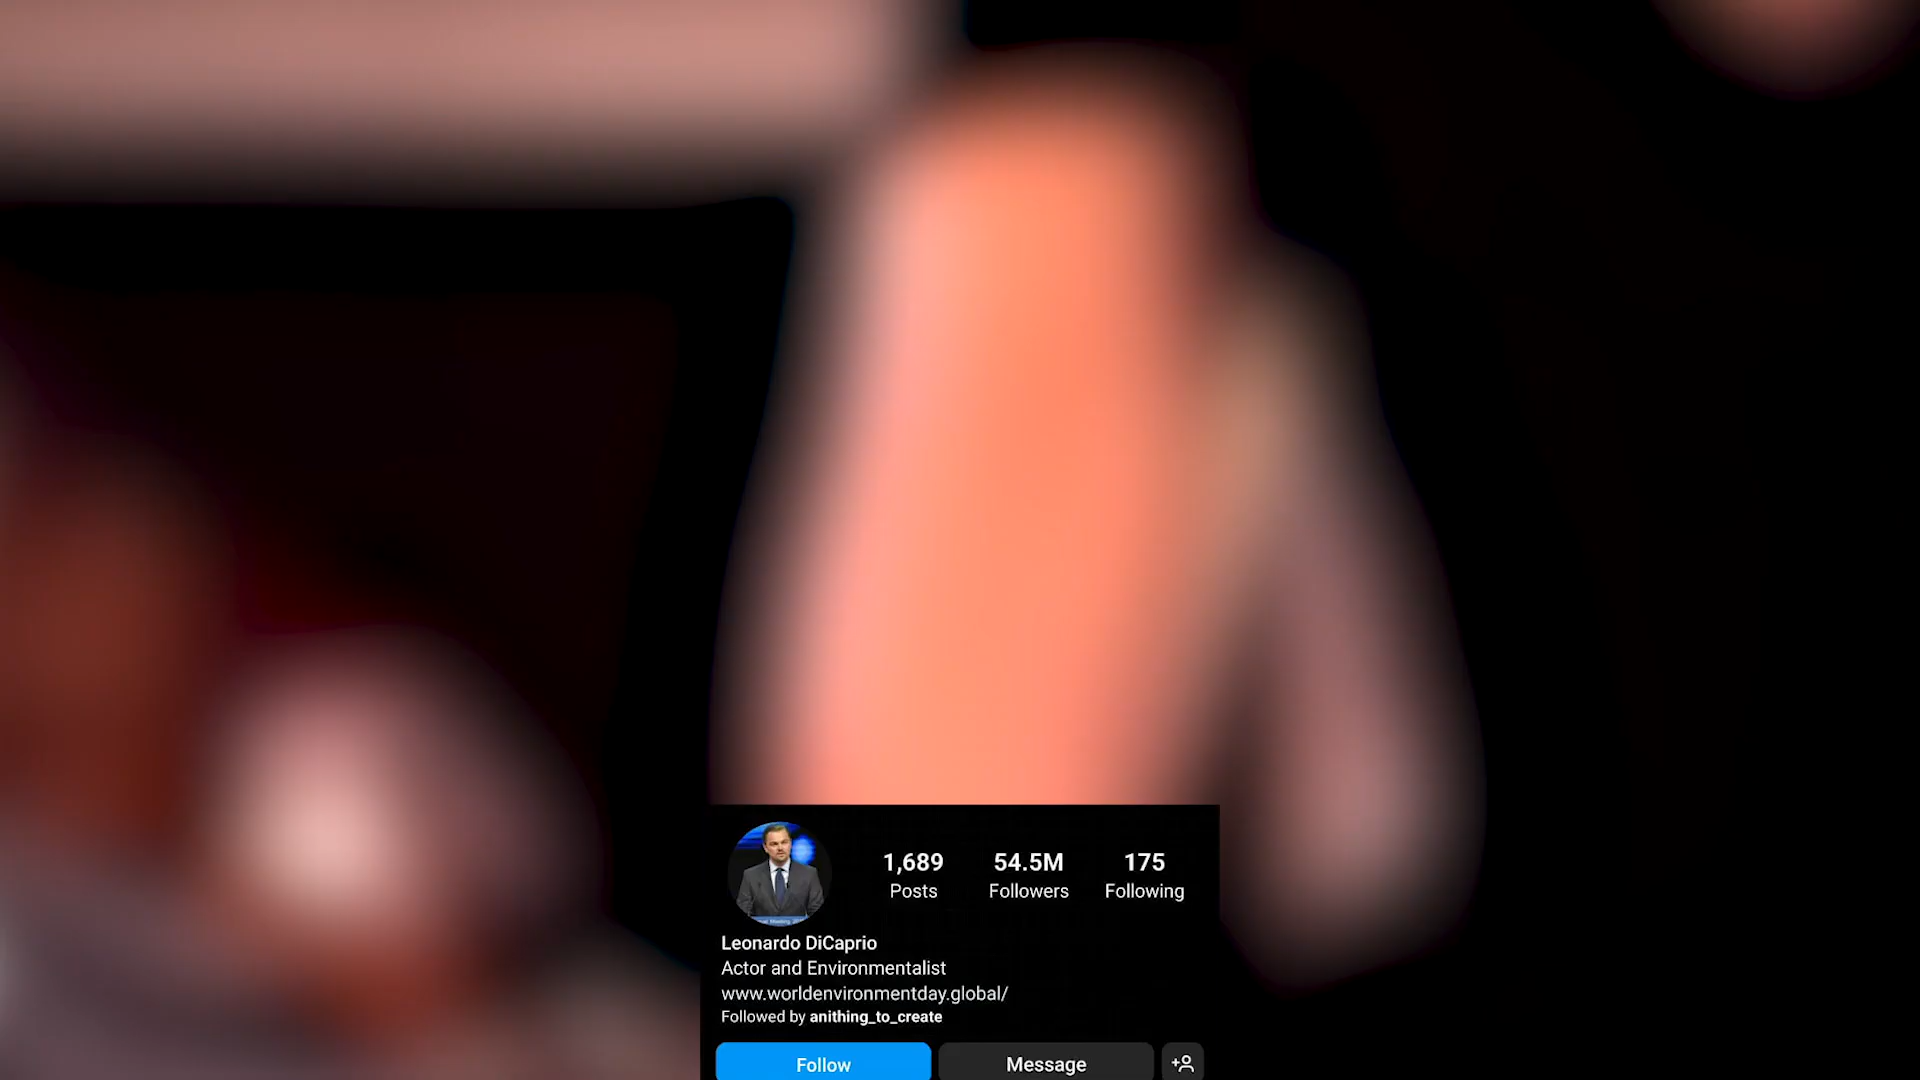 1,689 54.5M 175
Posts Followers Following
Leonardo DiCaprio
Actor and Environmentalist
www.worldenvironmentday.global/
Followed by anithing_to_create
Follow Message